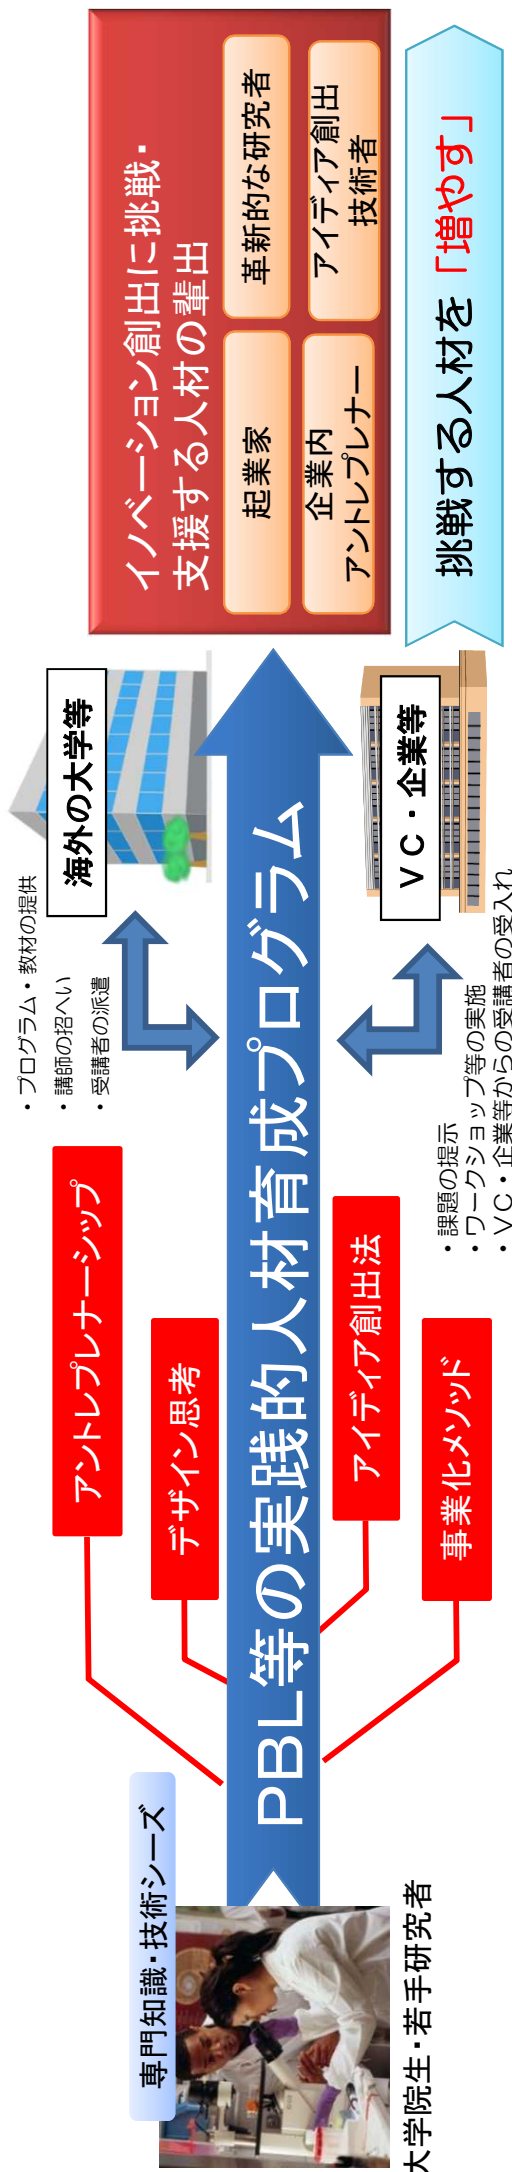 専門知識・技術シーズ
大学院生・若手研究者
PBL等の実践的人材育成プログラム
アントレプレナーシップ
デザイン思考
アイディア創出法
事業化メソッド
・プログラム・教材の提供
・講師の招へい
・受講者の派遣
海外の大学等
・課題の提示
・ワークショップ等の実施
・ＶＣ・企業等からの受講者の受入れ
ＶＣ・企業等
イノベーション創出に挑戦・
支援する人材の輩出
起業家
革新的な研究者
企業内
アントレプレナー
アイディア創出
技術者
挑戦する人材を「増やす」